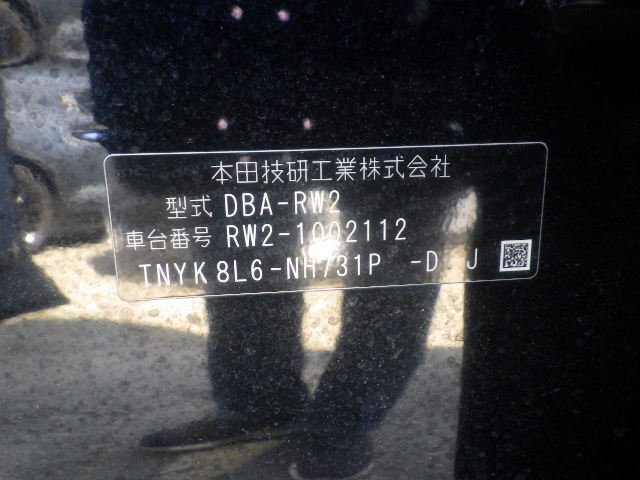 本田技研工業株式会社
型式 DBA-RW2
車台番号 RW2-1002112
TNYK 8L6-NH731P -D J